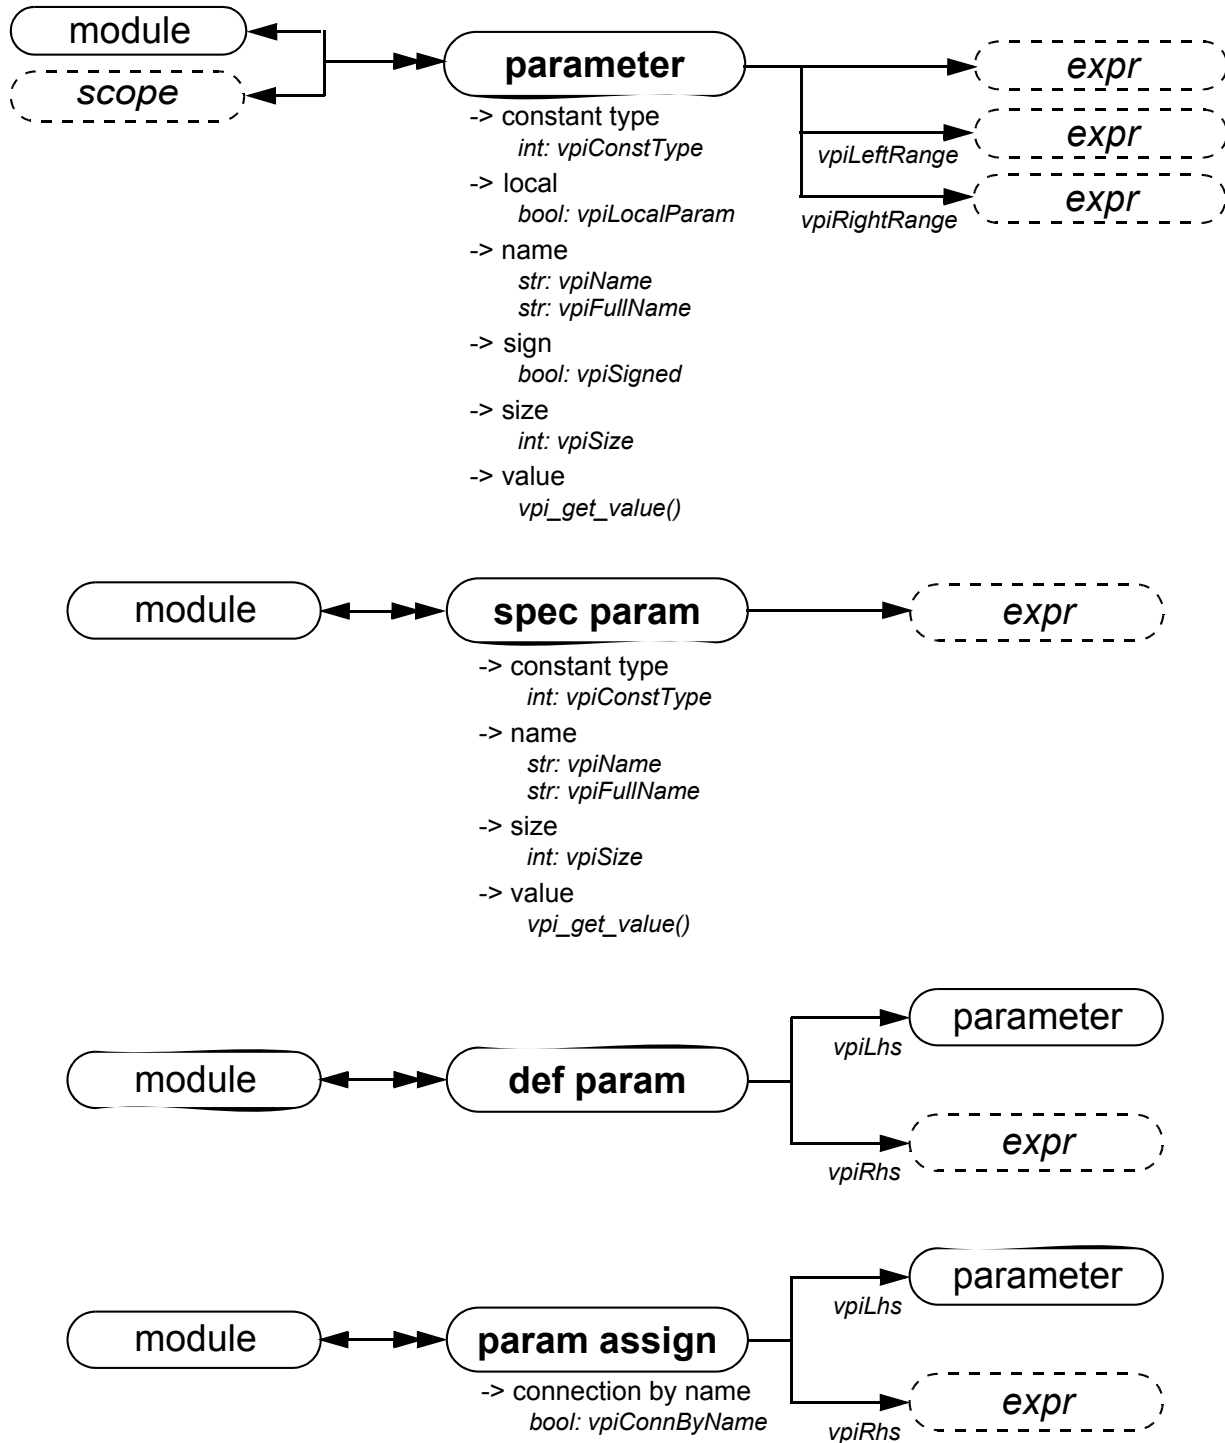 module
parameter
expr
scope
-> constant type
int: vpiConstType
expr
vpiLeftRange
-> local
bool: vpiLocalParam
expr
vpiRightRange
-> name
str: vpiName
str: vpiFullName
-> sign
bool: vpiSigned
-> size
int: vpiSize
-> value
vpi_get_value()
module
spec param
expr
-> constant type
int: vpiConstType
-> name
str: vpiName
str: vpiFullName
-> size
int: vpiSize
-> value
vpi_get_value()
module
def param
parameter
vpiLhs
expr
vpiRhs
module
param assign
parameter
vpiLhs
-> connection by name
bool: vpiConnByName
expr
vpiRhs